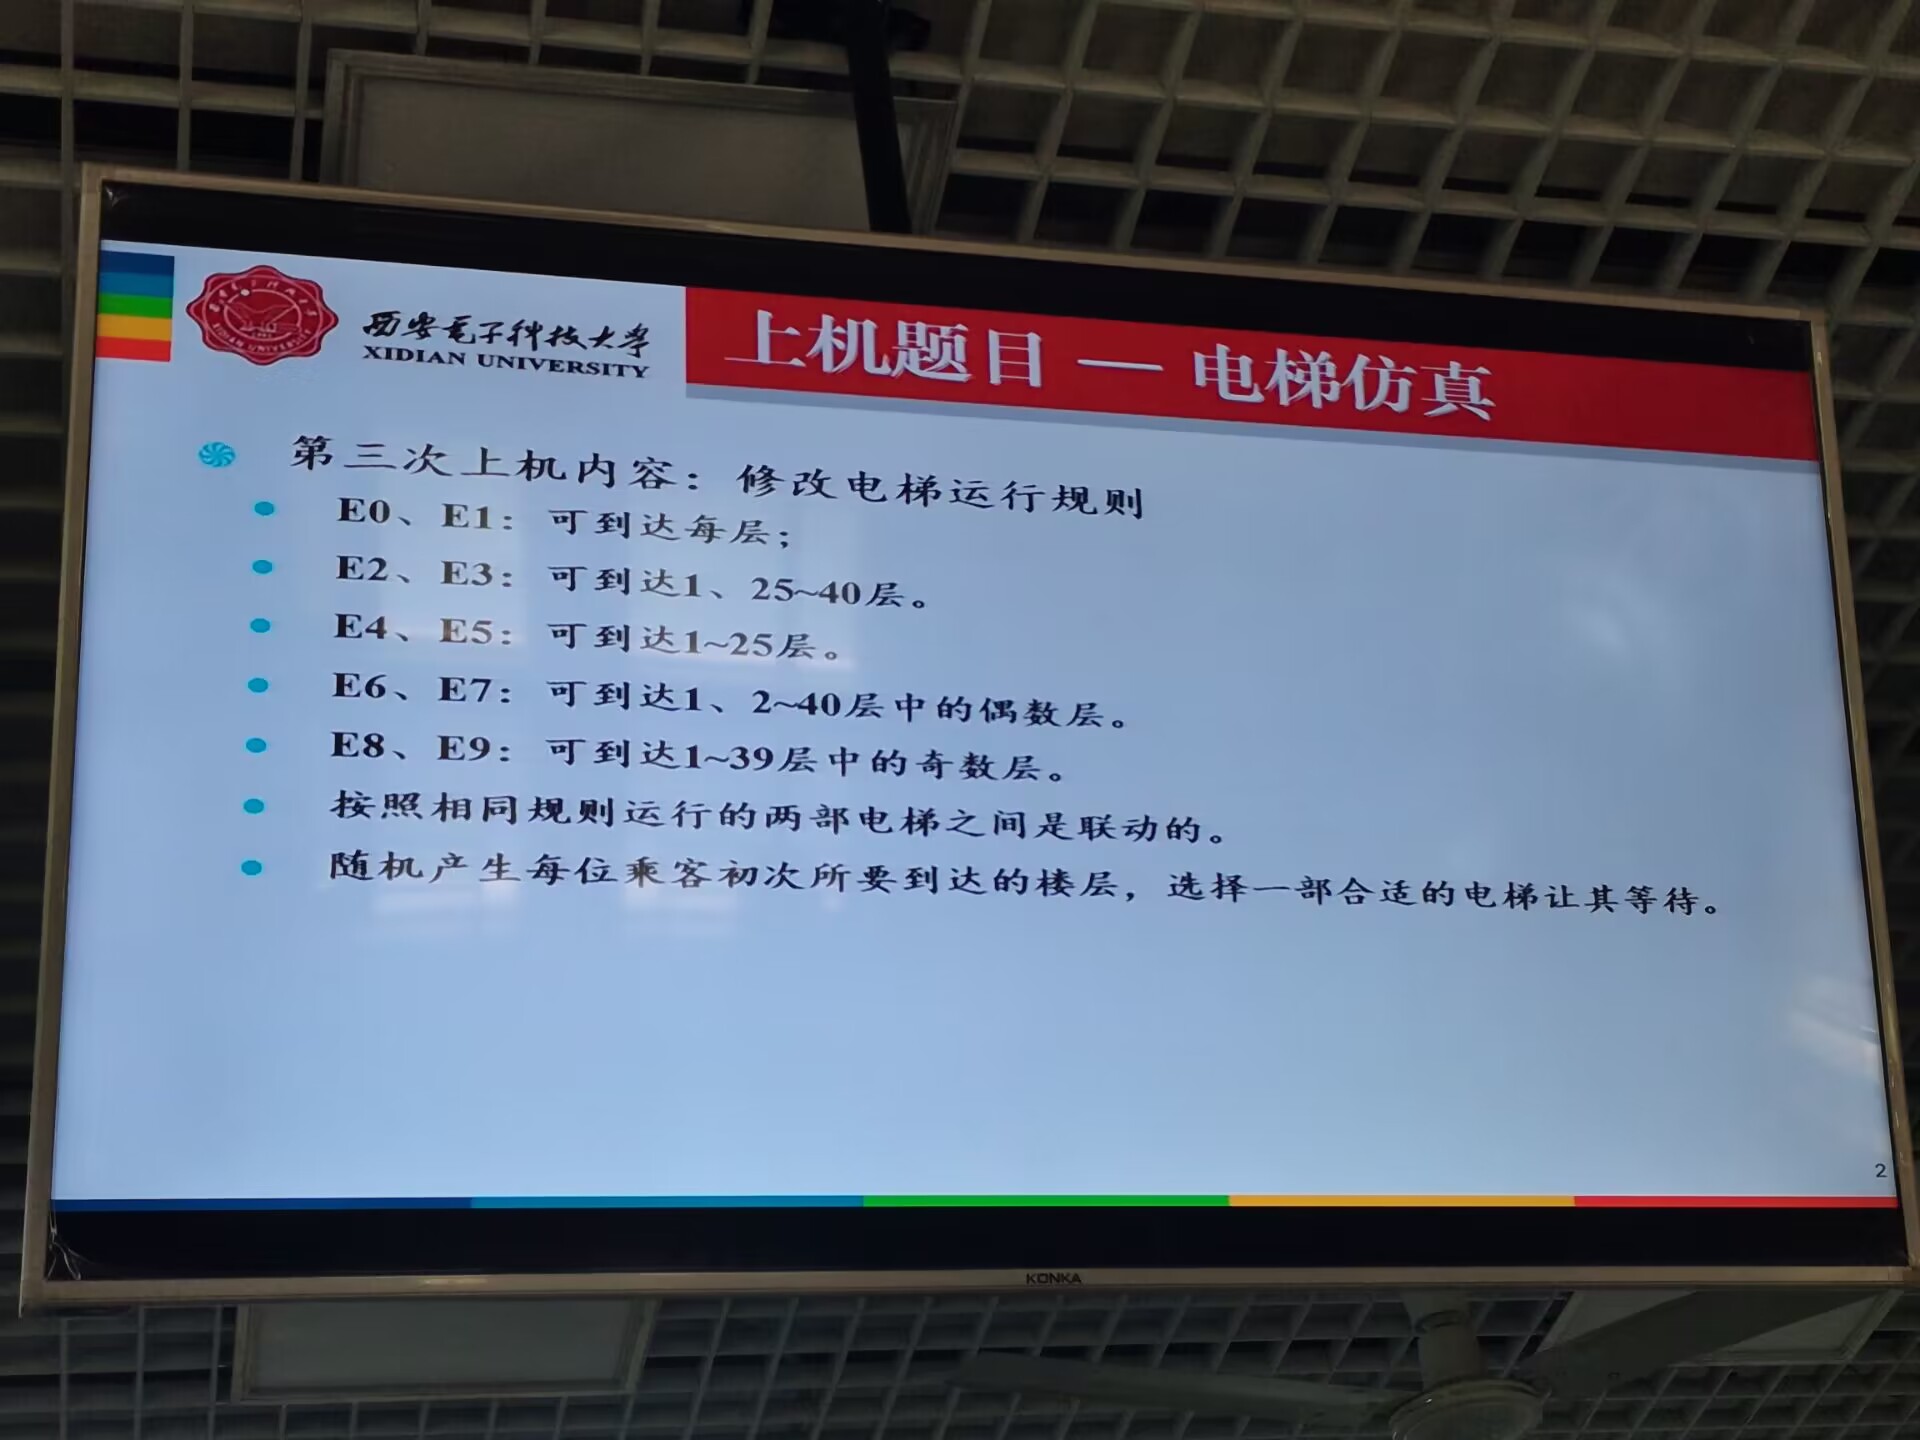 西安电子科技大学
XIDIAN UNIVERSITY
上机题目 — 电梯仿真
第三次上机内容：修改电梯运行规则
E0、E1：可到达每层；
E2、E3：可到达1、25~40层。
E4、E5：可到达1~25层。
E6、E7：可到达1、2~40层中的偶数层。
E8、E9：可到达1~39层中的奇数层。
按照相同规则运行的两部电梯之间是联动的。
随机产生每位乘客初次所要到达的楼层，选择一部合适的电梯让其等待。
2
KONKA